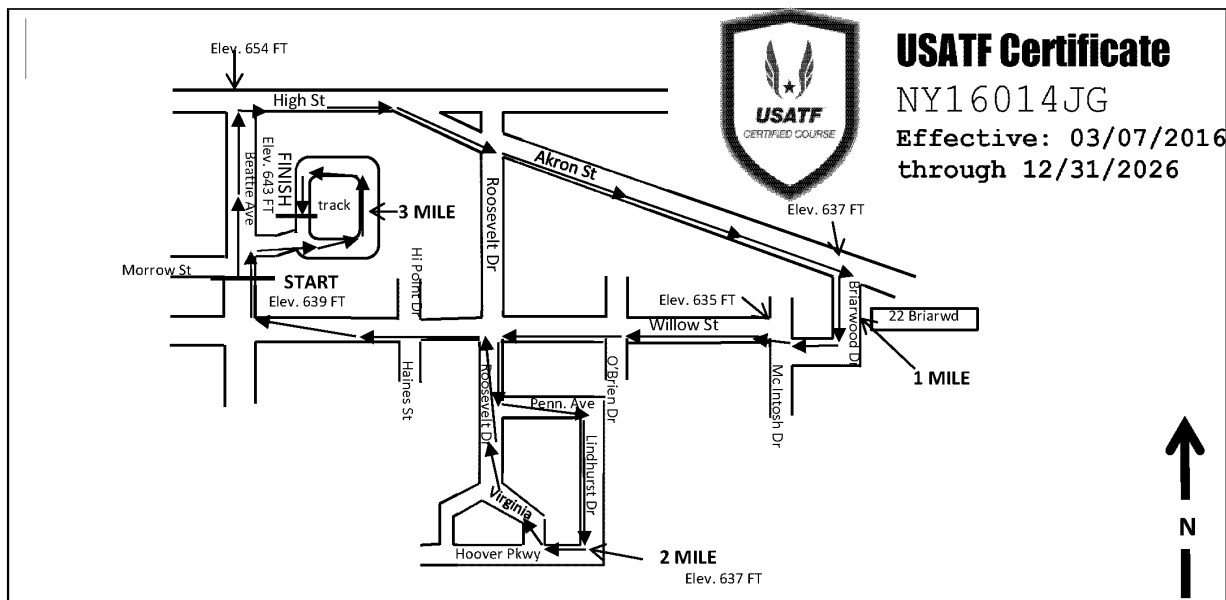 Elev. 654 FT
High St
Beattie Ave
Elev. 643 FT
FINISH
track
3 MILE
Akron St
Roosevelt Dr
USATF
CERTIFIED COURSE
USATF Certificate
NY16014JG
Effective: 03/07/2016
through 12/31/2026
Elev. 637 FT
Morrow St
START
Elev. 639 FT
Hi Point Dr
Elev. 635 FT
Willow St
Briarwood Dr
22 Briarwd
1 MILE
Haines St
Roosevelt Dr
O'Brien Dr
Mc Intosh Dr
Penn. Ave
Lindhurst Dr
Virginia
Hoover Pkwy
2 MILE
Elev. 637 FT
N